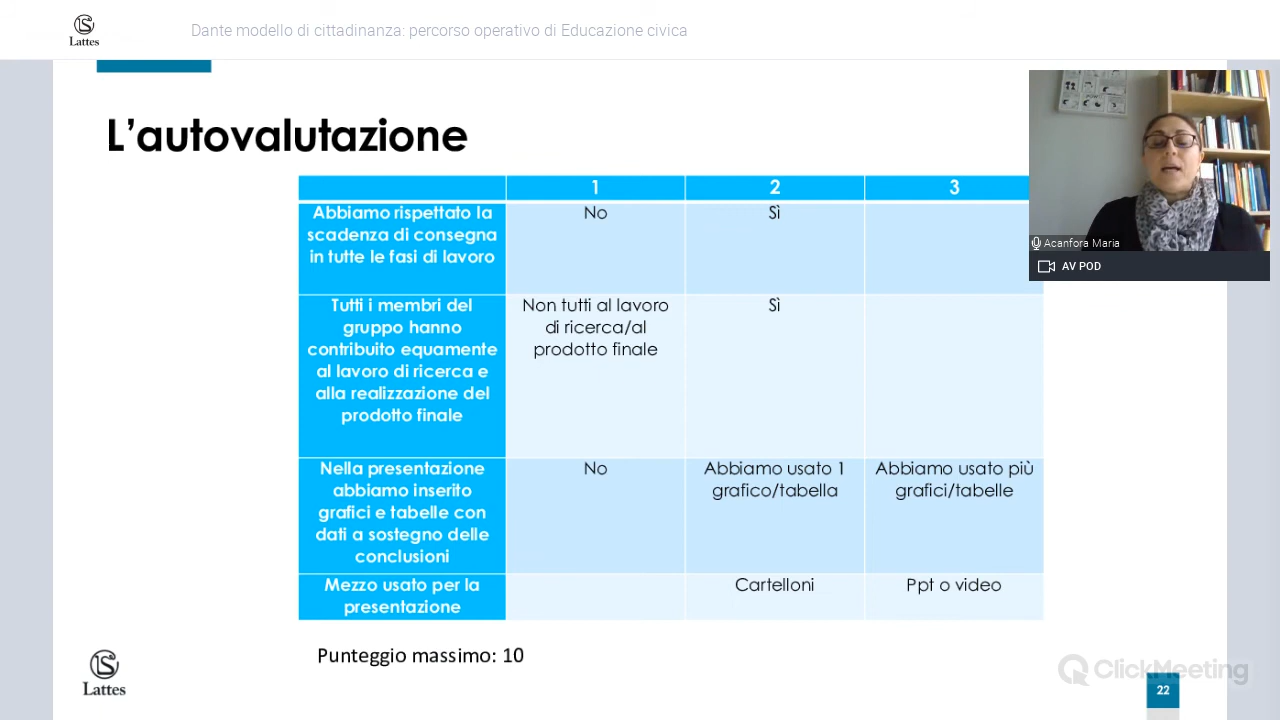 Lattes
Dante modello di cittadinanza: percorso operativo di Educazione civica
L'autovalutazione
1 2 3
Abbiamo rispettato la scadenza di consegna in tutte le fasi di lavoro
No
Sì
Tutti i membri del gruppo hanno contribuito equamente al lavoro di ricerca e alla realizzazione del prodotto finale
Non tutti al lavoro di ricerca/al prodotto finale
Sì
Nella presentazione abbiamo inserito grafici e tabelle con dati a sostegno delle conclusioni
No
Abbiamo usato 1 grafico/tabella
Abbiamo usato più grafici/tabelle
Mezzo usato per la presentazione
Cartelloni
Ppt o video
Punteggio massimo: 10
Acanfora Maria
AV POD
Lattes
ClickMeeting
22